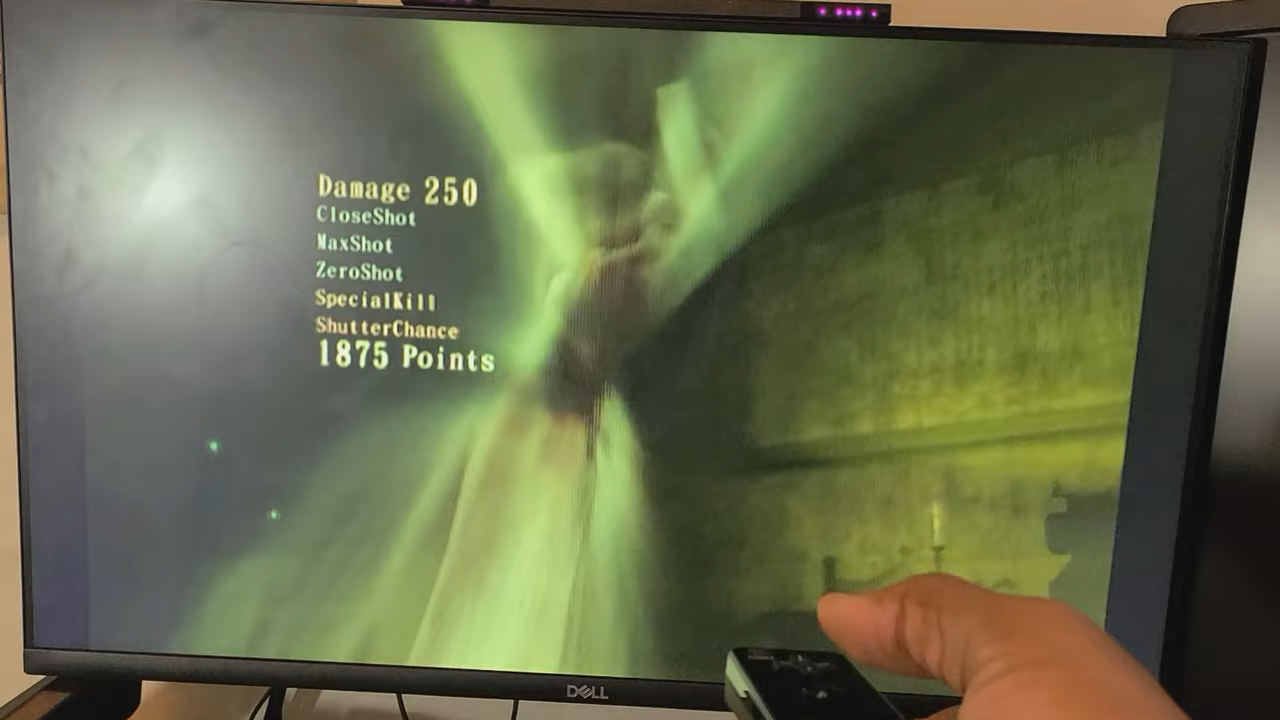 Damage 250
CloseShot
MaxShot
ZeroShot
SpecialKill
ShutterChance
1875 Points
DELL